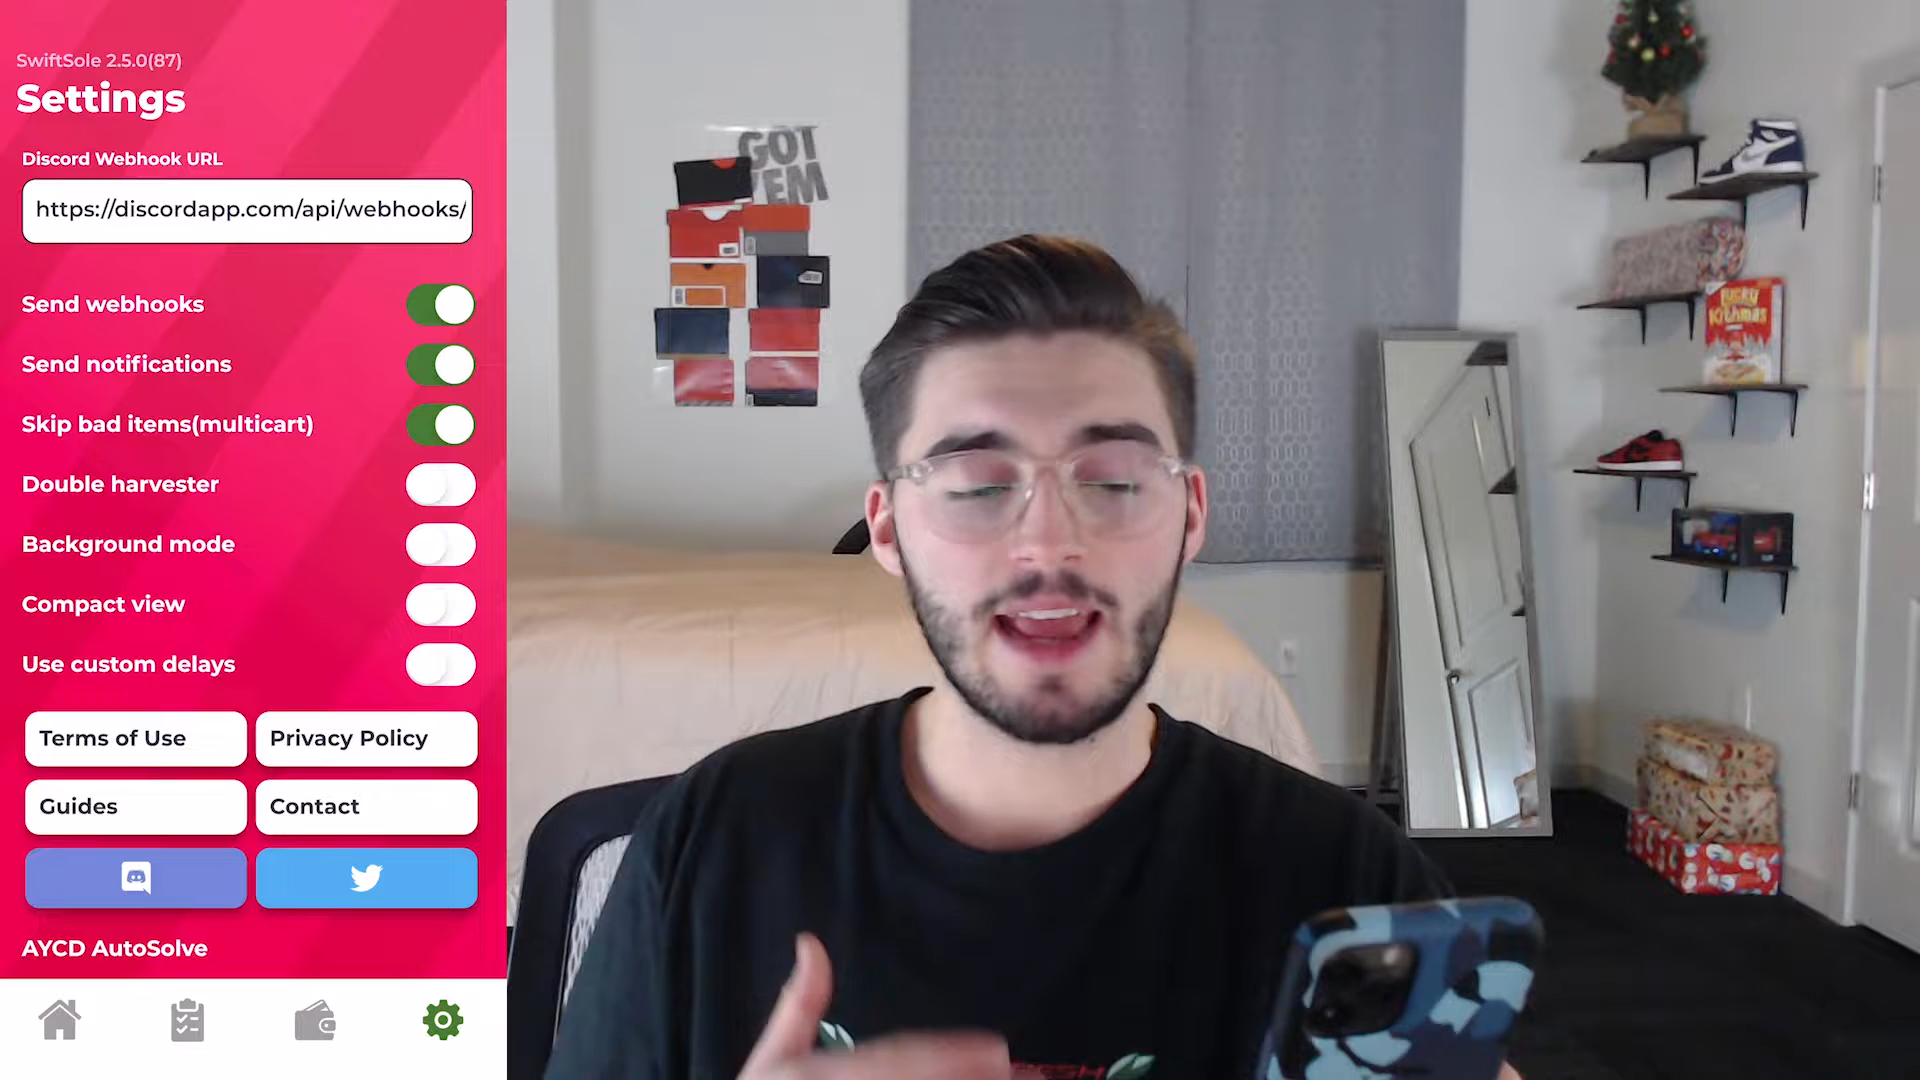 SwiftSole 2.5.0(87)
Settings
Discord Webhook URL
https://discordapp.com/api/webhooks/
Send webhooks
Send notifications
Skip bad items(multicart)
Double harvester
Background mode
Compact view
Use custom delays
Terms of Use
Privacy Policy
Guides
Contact
AYCD AutoSolve
GOT
'EM
Lucky
Kithmas